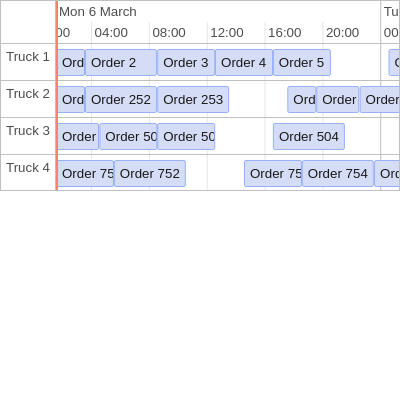 Mon 6 March Tu
00 04:00 08:00 12:00 16:00 20:00 00
Truck 1 Ord Order 2 Order 3 Order 4 Order 5
Truck 2 Ord Order 252 Order 253 Ord Order Order
Truck 3 Order Order 50 Order 50 Order 504
Truck 4 Order 75 Order 752 Order 75 Order 754 Ord